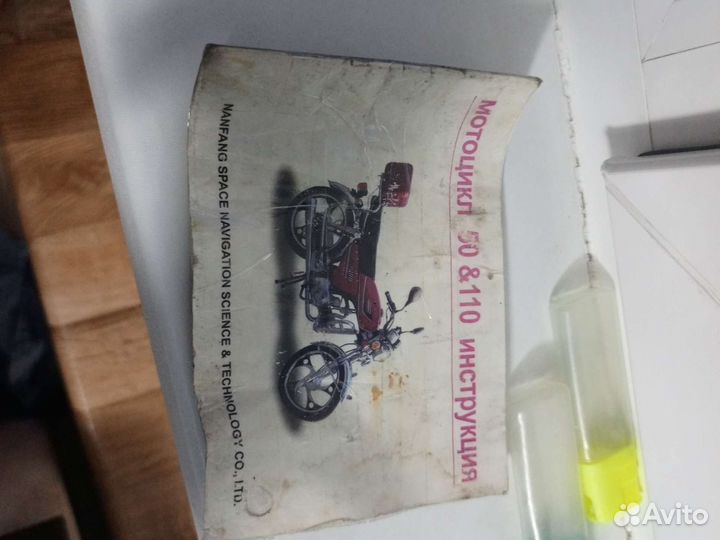 мотоцикл 50 &110 инструкция
NANFANG SPACE NAVIGATION SCIENCE & TECHNOLOGY CO., LTD.
Avito